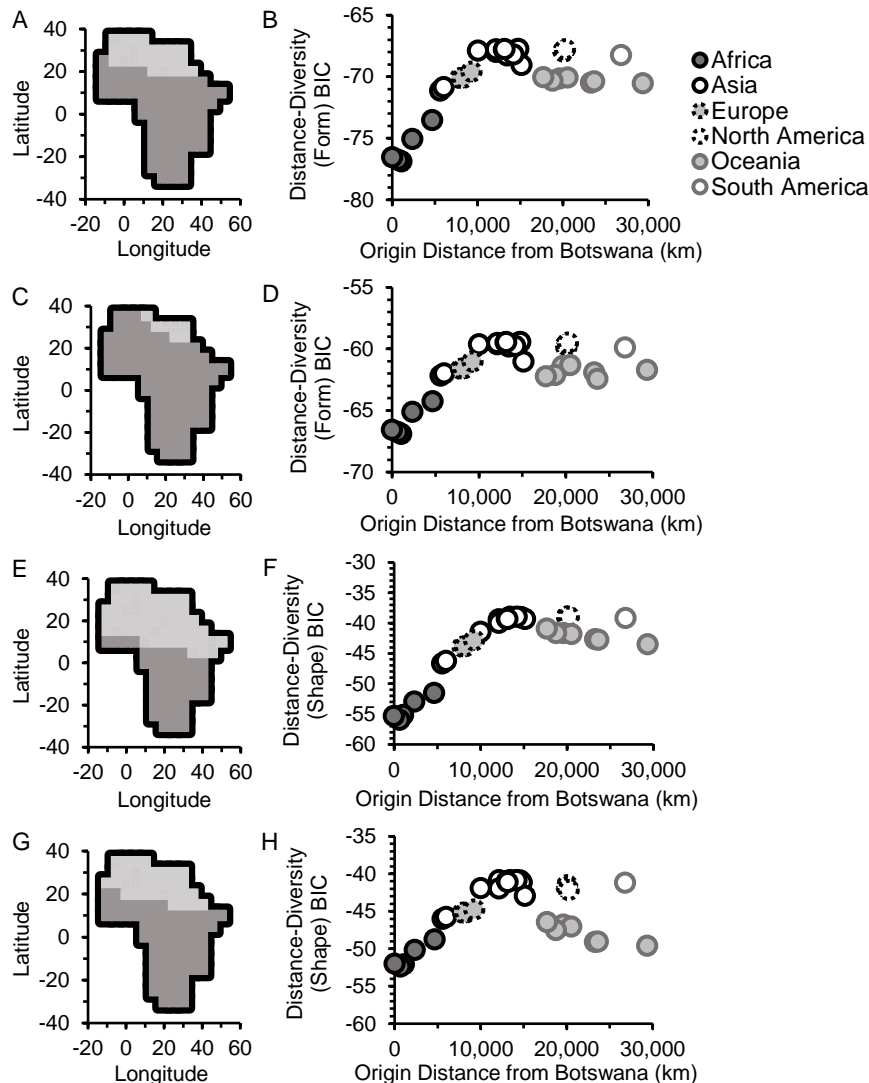 A
40
20
0
-20
-40
-20 0 20 40 60
Latitude
Longitude
B
-65
-70
-75
-80
0 10,000 20,000 30,000
Distance-Diversity
(Form) BIC
Origin Distance from Botswana (km)
Africa
Asia
Europe
North America
Oceania
South America
C
40
20
0
-20
-40
-20 0 20 40 60
Latitude
Longitude
D
-55
-60
-65
-70
0 10,000 20,000 30,000
Distance-Diversity
(Form) BIC
Origin Distance from Botswana (km)
E
40
20
0
-20
-40
-20 0 20 40 60
Latitude
Longitude
F
-30
-35
-40
-45
-50
-55
-60
0 10,000 20,000 30,000
Distance-Diversity
(Shape) BIC
Origin Distance from Botswana (km)
G
40
20
0
-20
-40
-20 0 20 40 60
Latitude
Longitude
H
-35
-40
-45
-50
-55
-60
0 10,000 20,000 30,000
Distance-Diversity
(Shape) BIC
Origin Distance from Botswana (km)